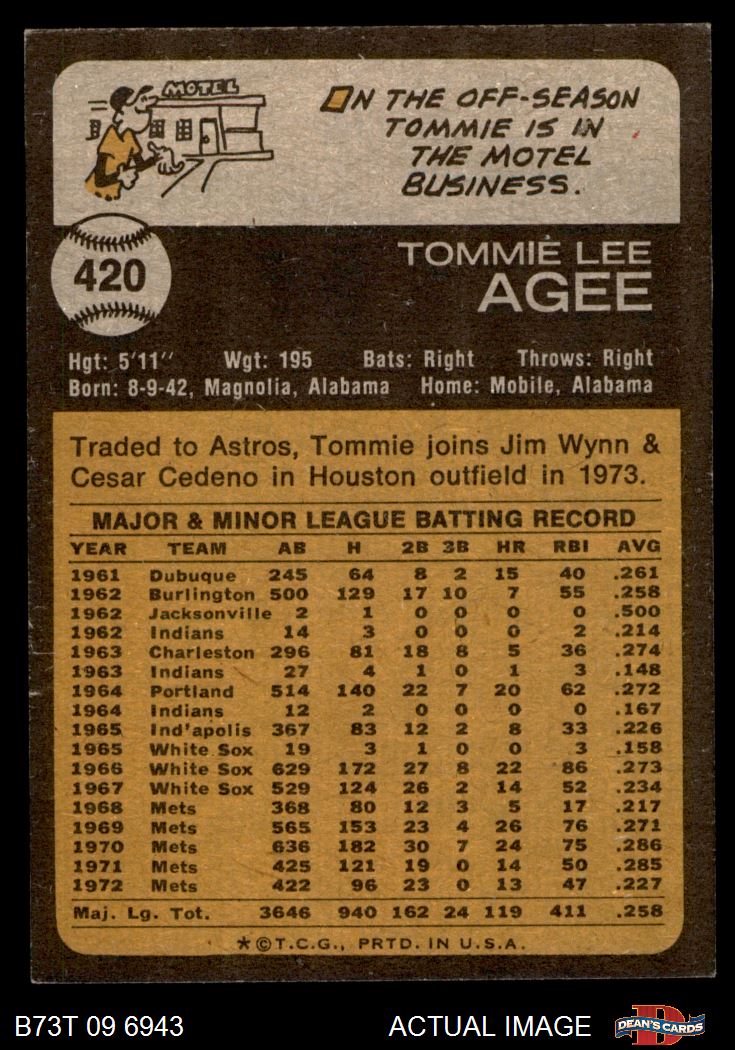 MOTEL
ON THE OFF-SEASON
TOMMIE IS IN
THE MOTEL
BUSINESS.
420
TOMMIE LEE
AGEE
Hgt: 5'11" Wgt: 195 Bats: Right Throws: Right
Born: 8-9-42, Magnolia, Alabama Home: Mobile, Alabama
Traded to Astros, Tommie joins Jim Wynn &
Cesar Cedeno in Houston outfield in 1973.
MAJOR & MINOR LEAGUE BATTING RECORD
YEAR TEAM AB H 2B 3B HR RBI AVG
1961 Dubuque 245 64 8 2 15 40 .261
1962 Burlington 500 129 17 10 7 55 .258
1962 Jacksonville 2 1 0 0 0 0 .500
1962 Indians 14 3 0 0 0 2 .214
1963 Charleston 296 81 18 8 5 36 .274
1963 Indians 27 4 1 0 1 3 .148
1964 Portland 514 140 22 7 20 62 .272
1964 Indians 12 2 0 0 0 0 .167
1965 Ind'apolis 367 83 12 2 8 33 .226
1965 White Sox 19 3 1 0 0 3 .158
1966 White Sox 629 172 27 8 22 86 .273
1967 White Sox 529 124 26 2 14 52 .234
1968 Mets 368 80 12 3 5 17 .217
1969 Mets 565 153 23 4 26 76 .271
1970 Mets 636 182 30 7 24 75 .286
1971 Mets 425 121 19 0 14 50 .285
1972 Mets 422 96 23 0 13 47 .227
Maj. Lg. Tot. 3646 940 162 24 119 411 .258
*©T.C.G., PRTD. IN U.S.A.
B73T 09 6943 ACTUAL IMAGE DEAN'S CARDS